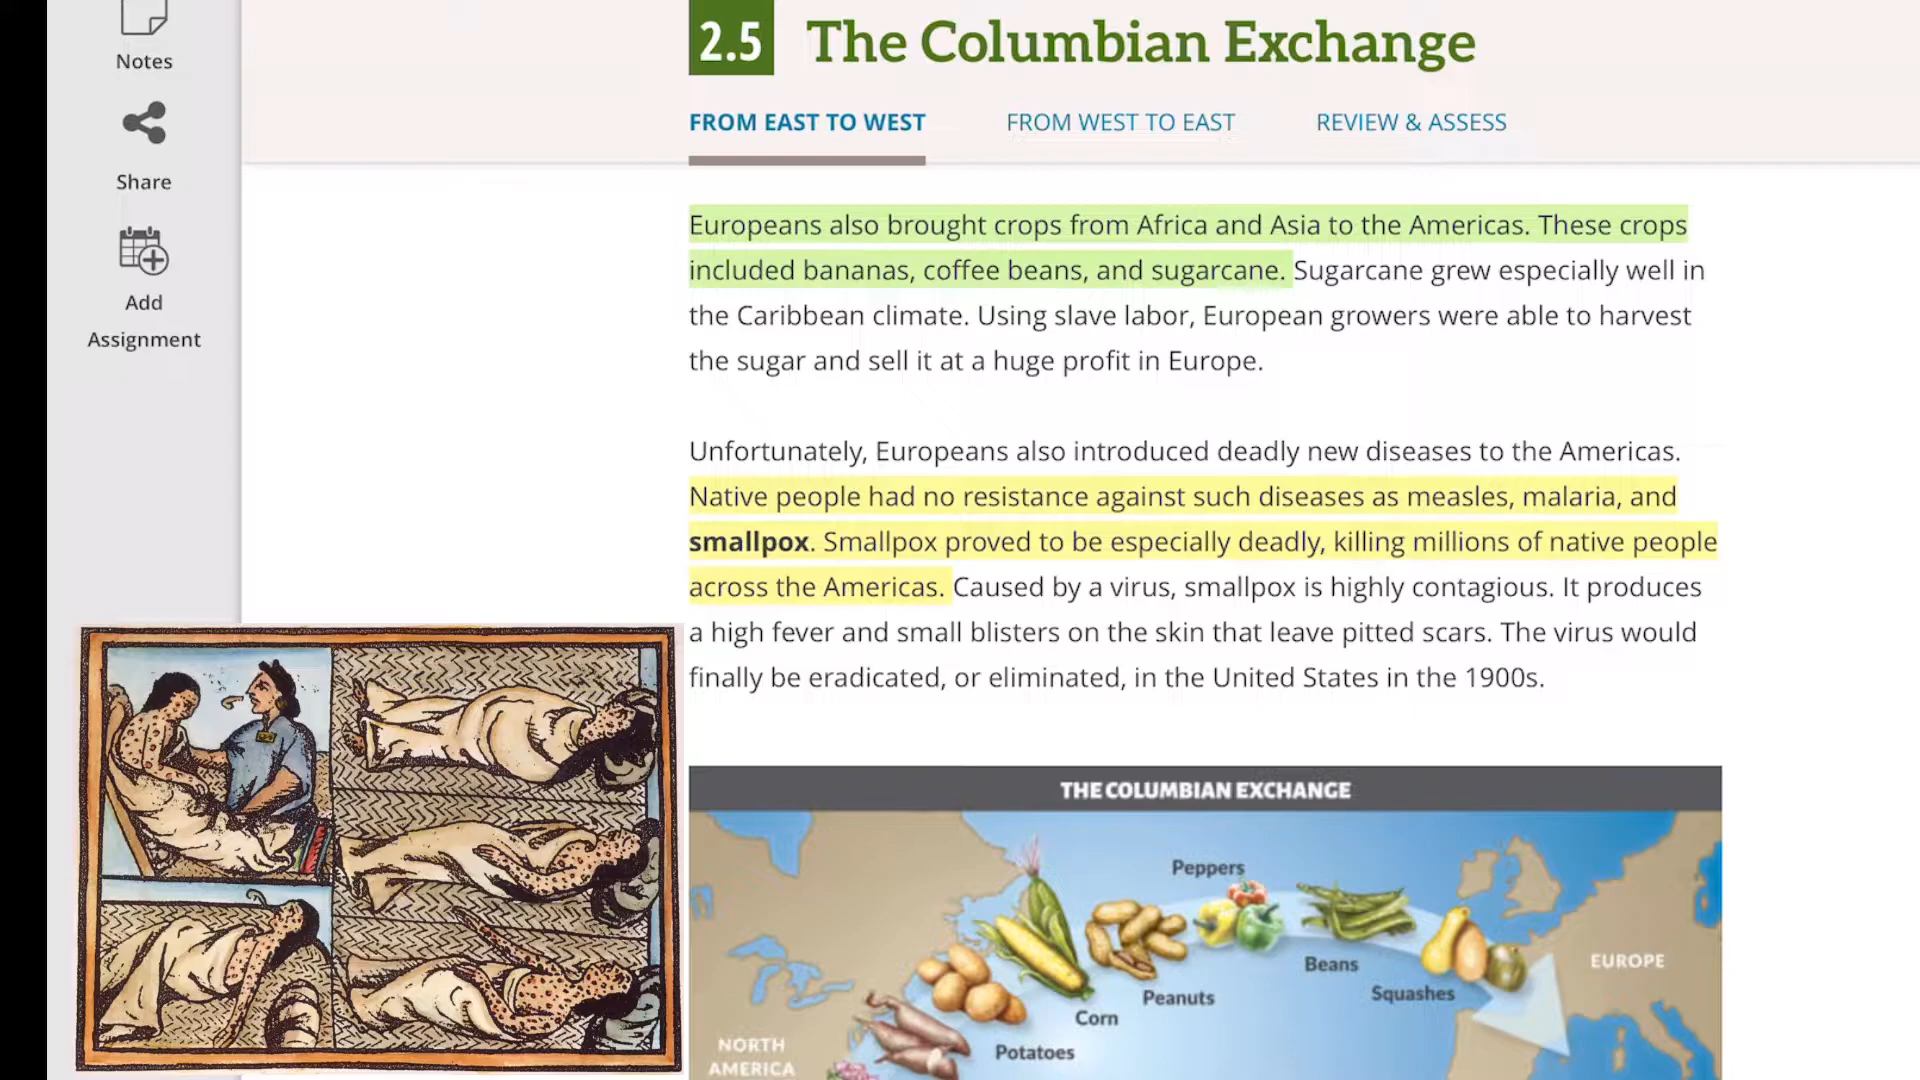 Notes
Share
Add
Assignment
2.5 The Columbian Exchange
FROM EAST TO WEST FROM WEST TO EAST REVIEW & ASSESS
Europeans also brought crops from Africa and Asia to the Americas. These crops
included bananas, coffee beans, and sugarcane. Sugarcane grew especially well in
the Caribbean climate. Using slave labor, European growers were able to harvest
the sugar and sell it at a huge profit in Europe.
Unfortunately, Europeans also introduced deadly new diseases to the Americas.
Native people had no resistance against such diseases as measles, malaria, and
smallpox. Smallpox proved to be especially deadly, killing millions of native people
across the Americas. Caused by a virus, smallpox is highly contagious. It produces
a high fever and small blisters on the skin that leave pitted scars. The virus would
finally be eradicated, or eliminated, in the United States in the 1900s.
THE COLUMBIAN EXCHANGE
Peppers
Beans
EUROPE
Squashes
Peanuts
Corn
Potatoes
NORTH
AMERICA